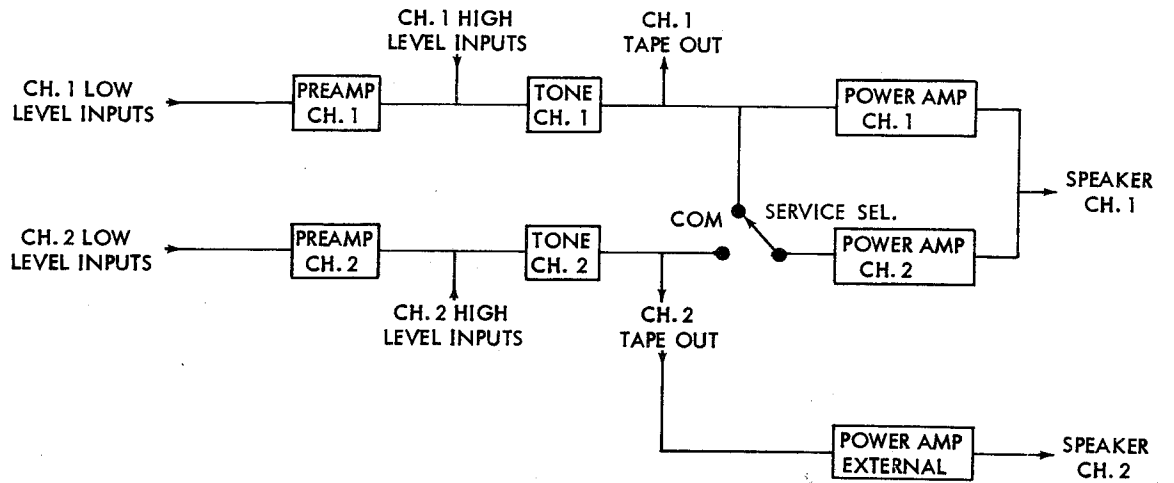 CH. 1 HIGH
LEVEL INPUTS
CH. 1
TAPE OUT
CH. 1 LOW
LEVEL INPUTS
PREAMP
CH. 1
TONE
CH. 1
POWER AMP
CH. 1
SPEAKER
CH. 1
COM
SERVICE SEL.
CH. 2 LOW
LEVEL INPUTS
PREAMP
CH. 2
TONE
CH. 2
POWER AMP
CH. 2
CH. 2 HIGH
LEVEL INPUTS
CH. 2
TAPE OUT
POWER AMP
EXTERNAL
SPEAKER
CH. 2